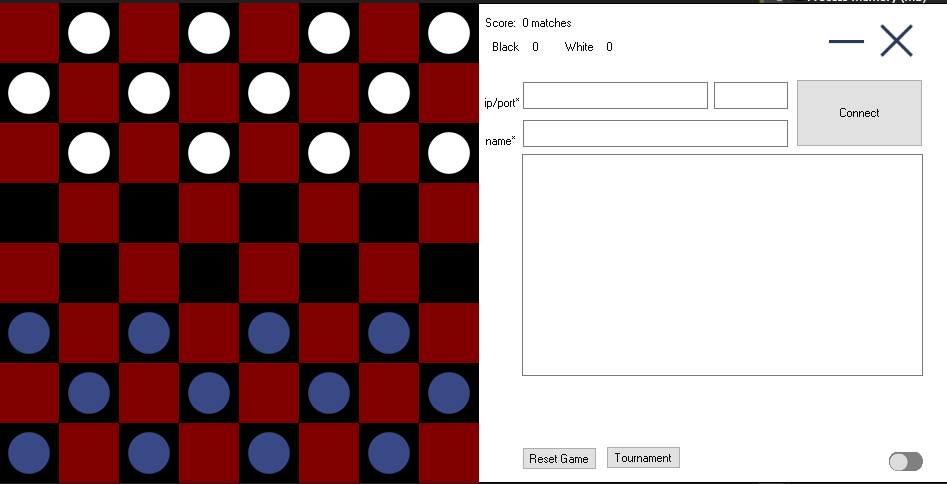 Score: 0 matches
Black 0 White 0
ip/port*
Connect
name*
Reset Game
Tournament